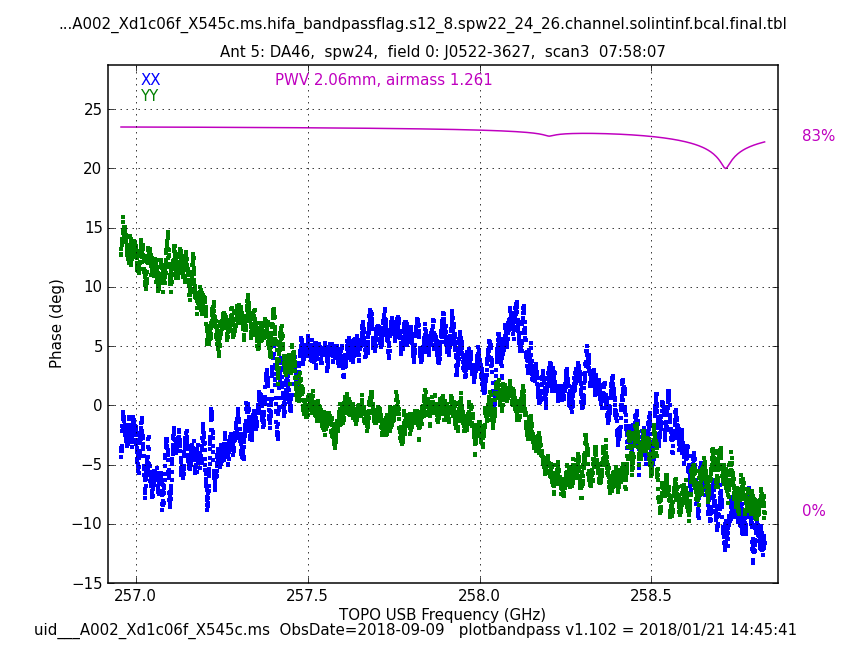 ...A002_Xd1c06f_X545c.ms.hifa_bandpassflag.s12_8.spw22_24_26.channel.solintinf.bcal.final.tbl
Ant 5: DA46,  spw24,  field 0: J0522-3627,  scan3  07:58:07
XX
YY
PWV 2.06mm, airmass 1.261
83%
0%
Phase (deg)
25
20
15
10
5
0
−5
−10
−15
257.0
257.5
258.0
258.5
TOPO USB Frequency (GHz)
uid___A002_Xd1c06f_X545c.ms  ObsDate=2018-09-09   plotbandpass v1.102 = 2018/01/21 14:45:41